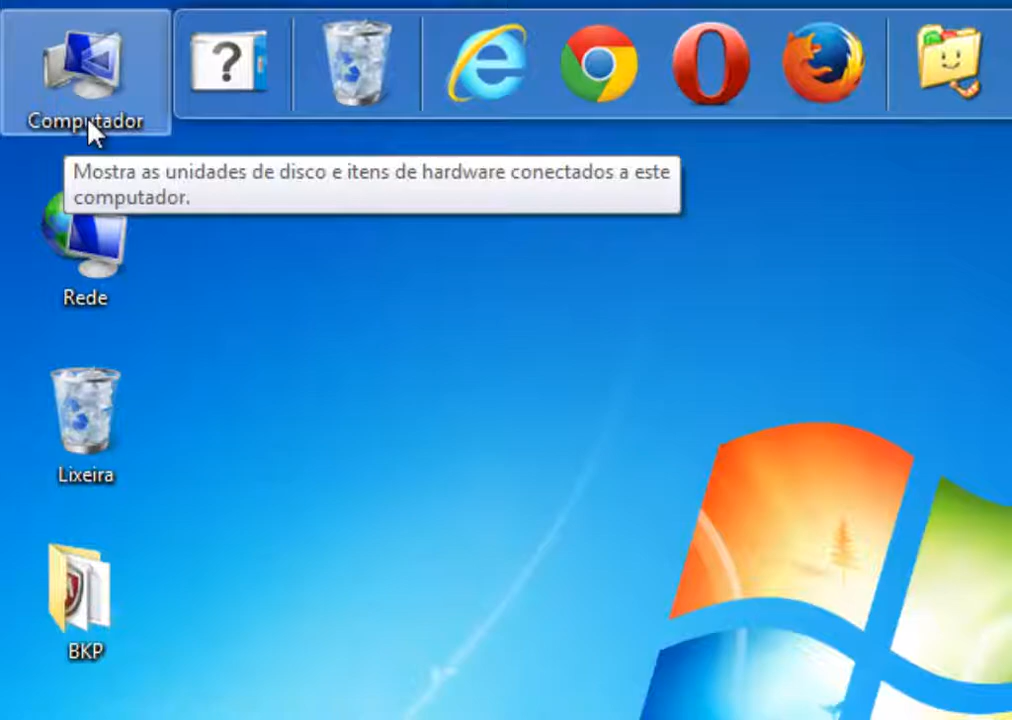 Computador
Mostra as unidades de disco e itens de hardware conectados a este
computador.
Rede
Lixeira
BKP